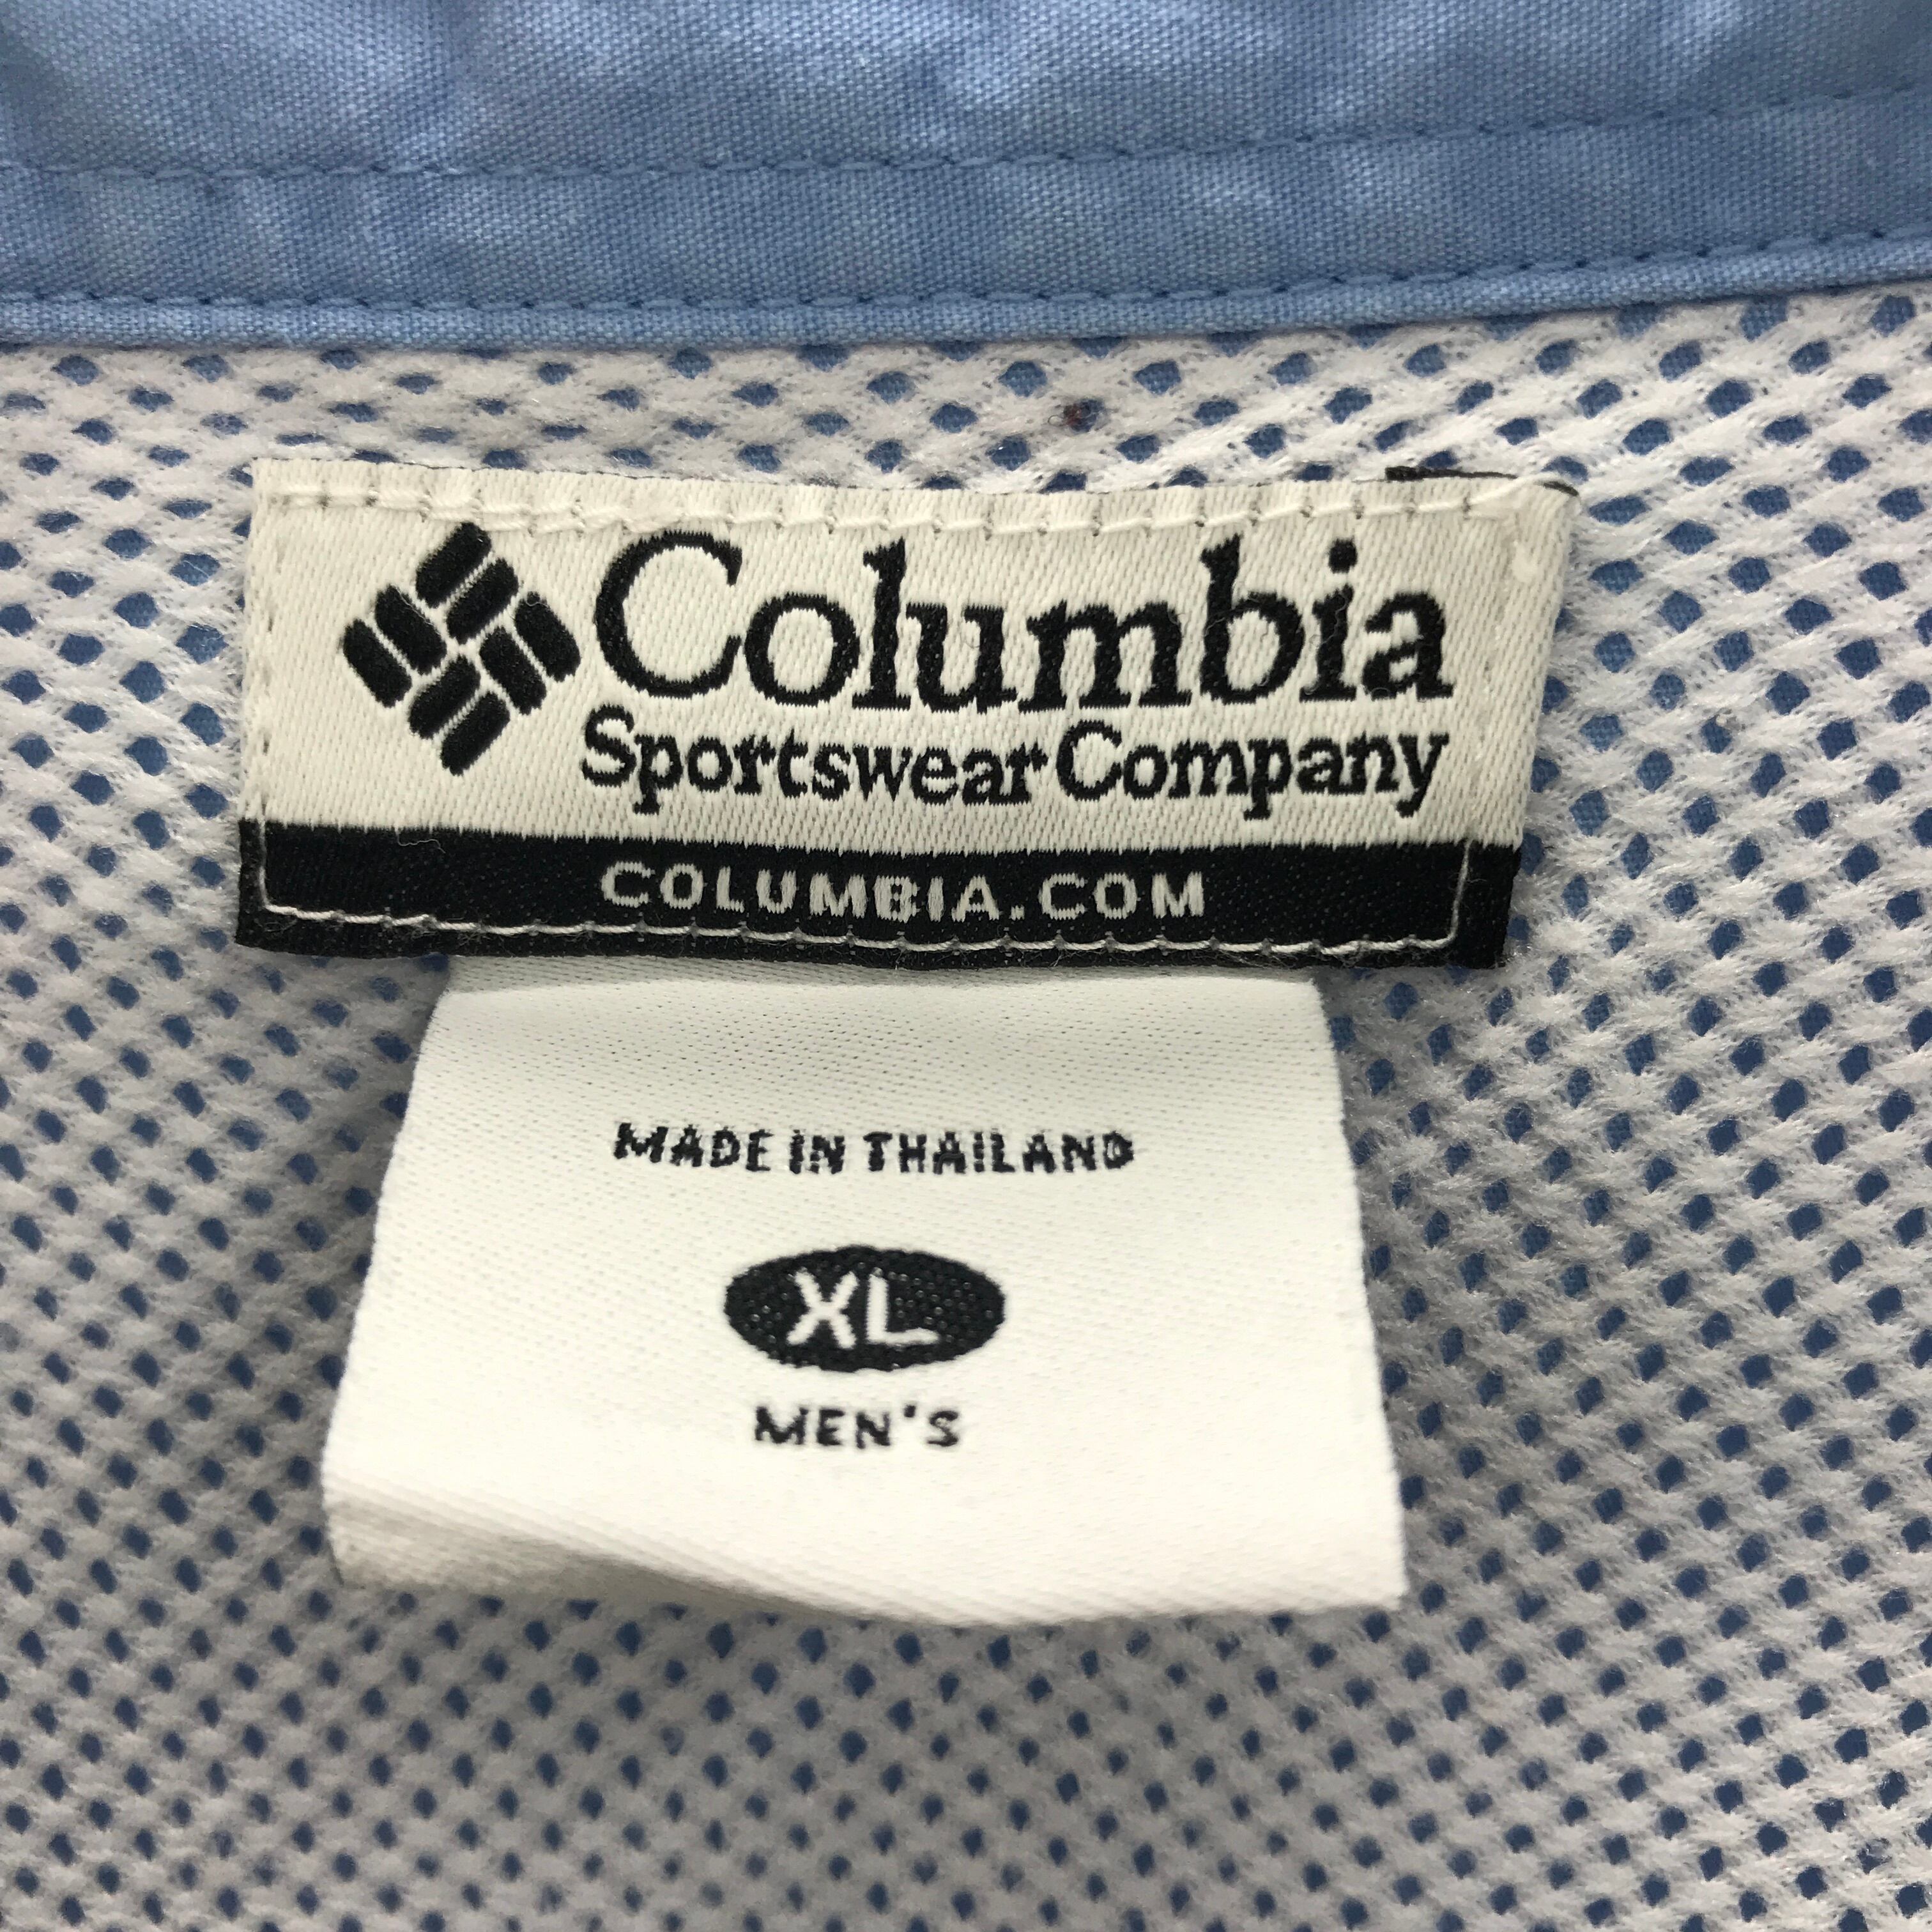 Columbia
Sportswear Company
COLUMBIA.COM
MADE IN THAILAND
XL
MEN'S